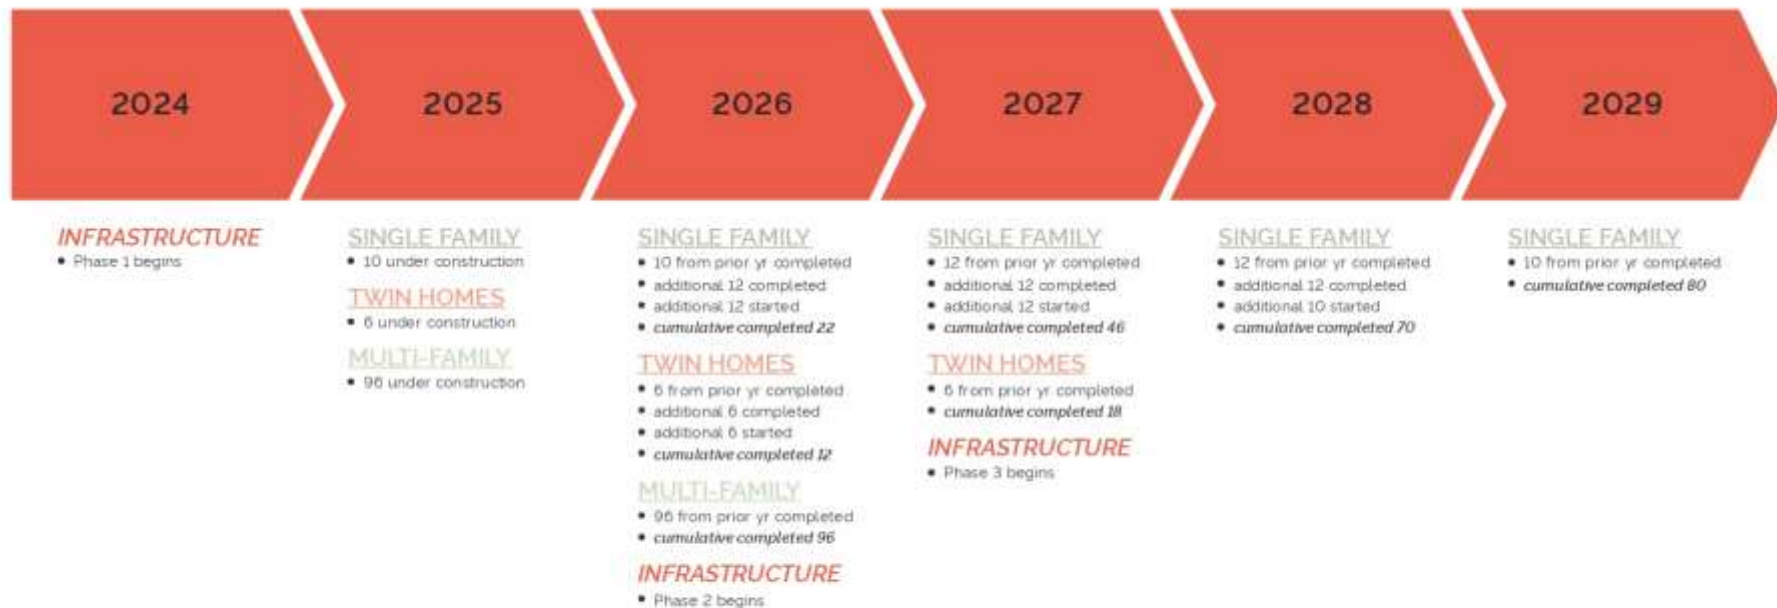 2024
2025
2026
2027
2028
2029
INFRASTRUCTURE
• Phase 1 begins
SINGLE FAMILY
• 10 under construction
TWIN HOMES
• 6 under construction
MULTI-FAMILY
• 96 under construction
SINGLE FAMILY
• 10 from prior yr completed
• additional 12 completed
• additional 12 started
• cumulative completed 22
TWIN HOMES
• 6 from prior yr completed
• additional 6 completed
• additional 6 started
• cumulative completed 12
MULTI-FAMILY
• 96 from prior yr completed
• cumulative completed 96
INFRASTRUCTURE
• Phase 2 begins
SINGLE FAMILY
• 12 from prior yr completed
• additional 12 completed
• additional 12 started
• cumulative completed 46
TWIN HOMES
• 6 from prior yr completed
• cumulative completed 18
INFRASTRUCTURE
• Phase 3 begins
SINGLE FAMILY
• 12 from prior yr completed
• additional 12 completed
• additional 10 started
• cumulative completed 70
SINGLE FAMILY
• 10 from prior yr completed
• cumulative completed 80